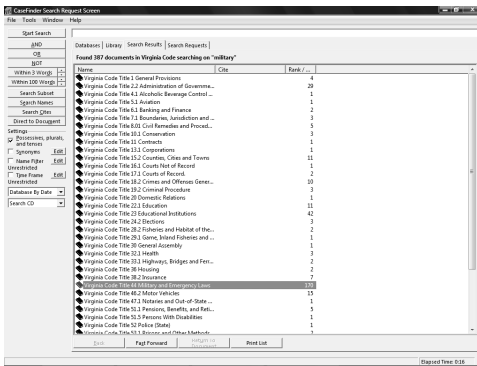 CaseFinder Search Request Screen
File Tools Window Help
Start Search
AND
OR
NOT
Within 3 Words
Within 100 Words
Search Subset
Search Names
Search Cites
Direct to Document
Settings
Possessives, plurals, and tenses
Synonyms Edit
Name Filter Edit
Unrestricted
Time Frame Edit
Unrestricted
Database By Date
Search CD
Databases Library Search Results Search Requests
Found 387 documents in Virginia Code searching on "military"
Name Cite Rank / ...
Virginia Code Title 1 General Provisions 4
Virginia Code Title 2.2 Administration of Governme... 29
Virginia Code Title 4.1 Alcoholic Beverage Control ... 1
Virginia Code Title 5.1 Aviation 1
Virginia Code Title 6.1 Banking and Finance 2
Virginia Code Title 7.1 Boundaries, Jurisdiction and ... 3
Virginia Code Title 8.01 Civil Remedies and Proced... 5
Virginia Code Title 10.1 Conservation 3
Virginia Code Title 11 Contracts 1
Virginia Code Title 13.1 Corporations 1
Virginia Code Title 15.2 Counties, Cities and Towns 11
Virginia Code Title 16.1 Courts Not of Record 1
Virginia Code Title 17.1 Courts of Record. 2
Virginia Code Title 18.2 Crimes and Offenses Gener... 10
Virginia Code Title 19.2 Criminal Procedure 3
Virginia Code Title 20 Domestic Relations 1
Virginia Code Title 22.1 Education 11
Virginia Code Title 23 Educational Institutions 42
Virginia Code Title 24.2 Elections 3
Virginia Code Title 28.2 Fisheries and Habitat of the... 2
Virginia Code Title 29.1 Game, Inland Fisheries and ... 1
Virginia Code Title 30 General Assembly 1
Virginia Code Title 32.1 Health 3
Virginia Code Title 33.1 Highways, Bridges and Ferr... 2
Virginia Code Title 36 Housing 2
Virginia Code Title 38.2 Insurance 7
Virginia Code Title 44 Military and Emergency Laws 170
Virginia Code Title 46.2 Motor Vehicles 15
Virginia Code Title 47.1 Notaries and Out-of-State ... 1
Virginia Code Title 51.1 Pensions, Benefits, and Reti... 5
Virginia Code Title 51.5 Persons With Disabilities 1
Virginia Code Title 52 Police (State) 1
Virginia Code Title 53.1 Prisons and Other Methods 2
Back Fast Forward Return To Document Print List
Elapsed Time: 0:16